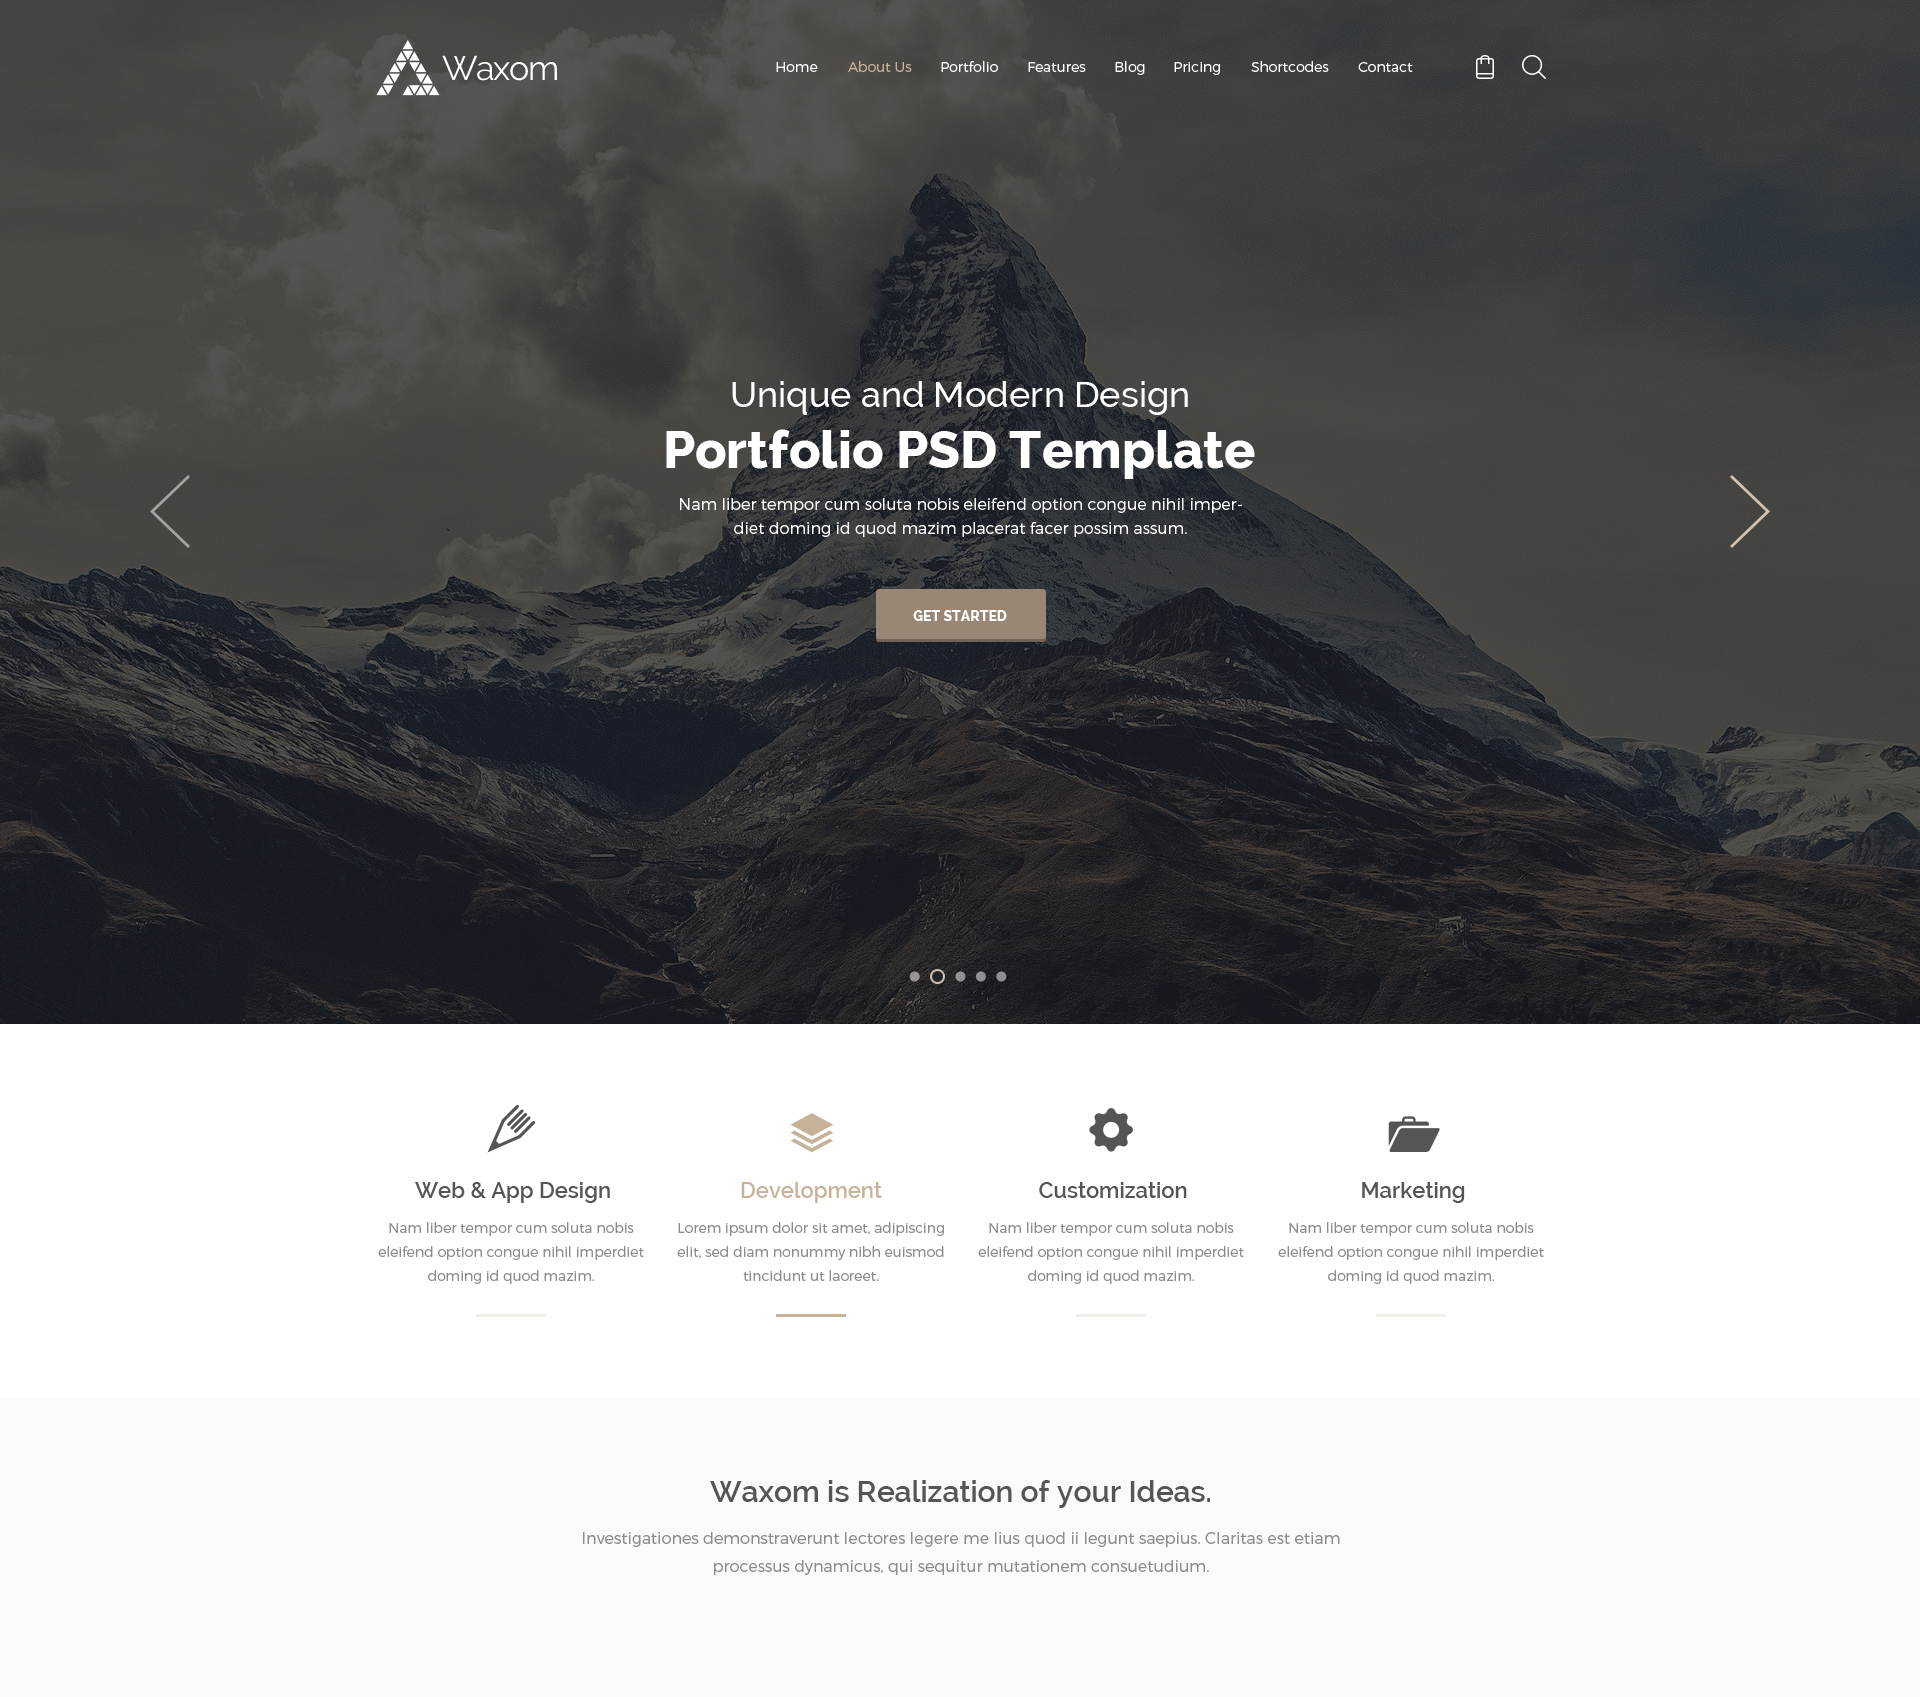 Waxom
Home About Us Portfolio Features Blog Pricing Shortcodes Contact
Unique and Modern Design
Portfolio PSD Template
Nam liber tempor cum soluta nobis eleifend option congue nihil imper-
diet doming id quod mazim placerat facer possim assum.
GET STARTED
Web & App Design
Nam liber tempor cum soluta nobis
eleifend option congue nihil imperdiet
doming id quod mazim.
Development
Lorem ipsum dolor sit amet, adipiscing
elit, sed diam nonummy nibh euismod
tincidunt ut laoreet.
Customization
Nam liber tempor cum soluta nobis
eleifend option congue nihil imperdiet
doming id quod mazim.
Marketing
Nam liber tempor cum soluta nobis
eleifend option congue nihil imperdiet
doming id quod mazim.
Waxom is Realization of your Ideas.
Investigationes demonstraverunt lectores legere me lius quod ii legunt saepius. Claritas est etiam
processus dynamicus, qui sequitur mutationem consuetudium.